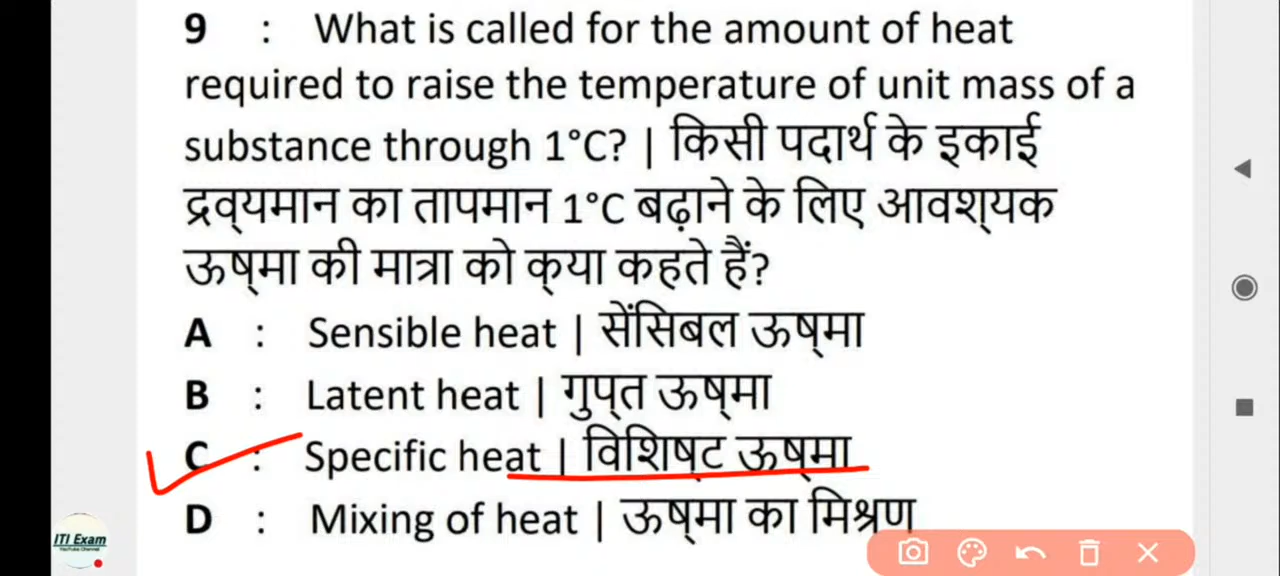 9 : What is called for the amount of heat
required to raise the temperature of unit mass of a
substance through 1°C? | किसी पदार्थ के इकाई
द्रव्यमान का तापमान 1°C बढ़ाने के लिए आवश्यक
ऊष्मा की मात्रा को क्या कहते हैं?
A : Sensible heat | सेंसिबल ऊष्मा
B : Latent heat | गुप्त ऊष्मा
C : Specific heat | विशिष्ट ऊष्मा
D : Mixing of heat | ऊष्मा का मिश्रण
ITI Exam
YouTube Channel